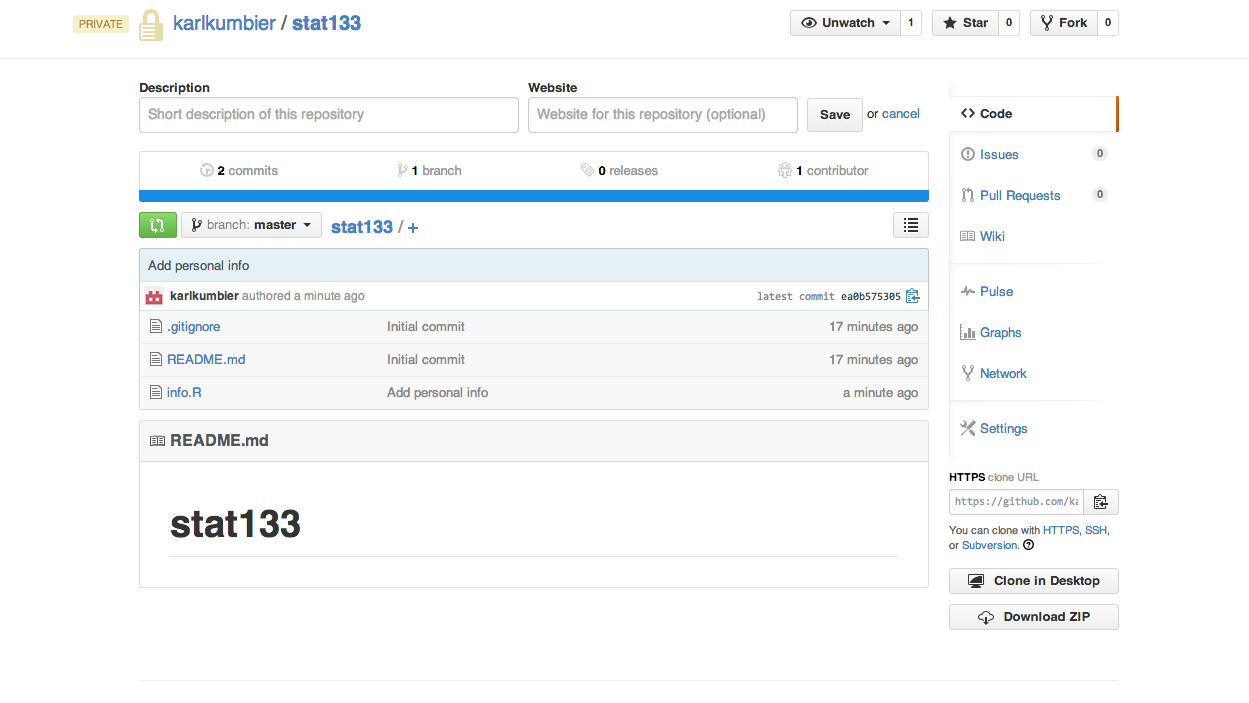 PRIVATE karlkumbier / stat133 Unwatch 1 Star 0 Fork 0
Description Website
Short description of this repository Website for this repository (optional) Save or cancel
2 commits 1 branch 0 releases 1 contributor
branch: master stat133 / +
Add personal info
karlkumbier authored a minute ago latest commit ea0b575305
.gitignore Initial commit 17 minutes ago
README.md Initial commit 17 minutes ago
info.R Add personal info a minute ago
README.md
stat133
Code
Issues 0
Pull Requests 0
Wiki
Pulse
Graphs
Network
Settings
HTTPS clone URL
https://github.com/ka
You can clone with HTTPS, SSH,
or Subversion.
Clone in Desktop
Download ZIP